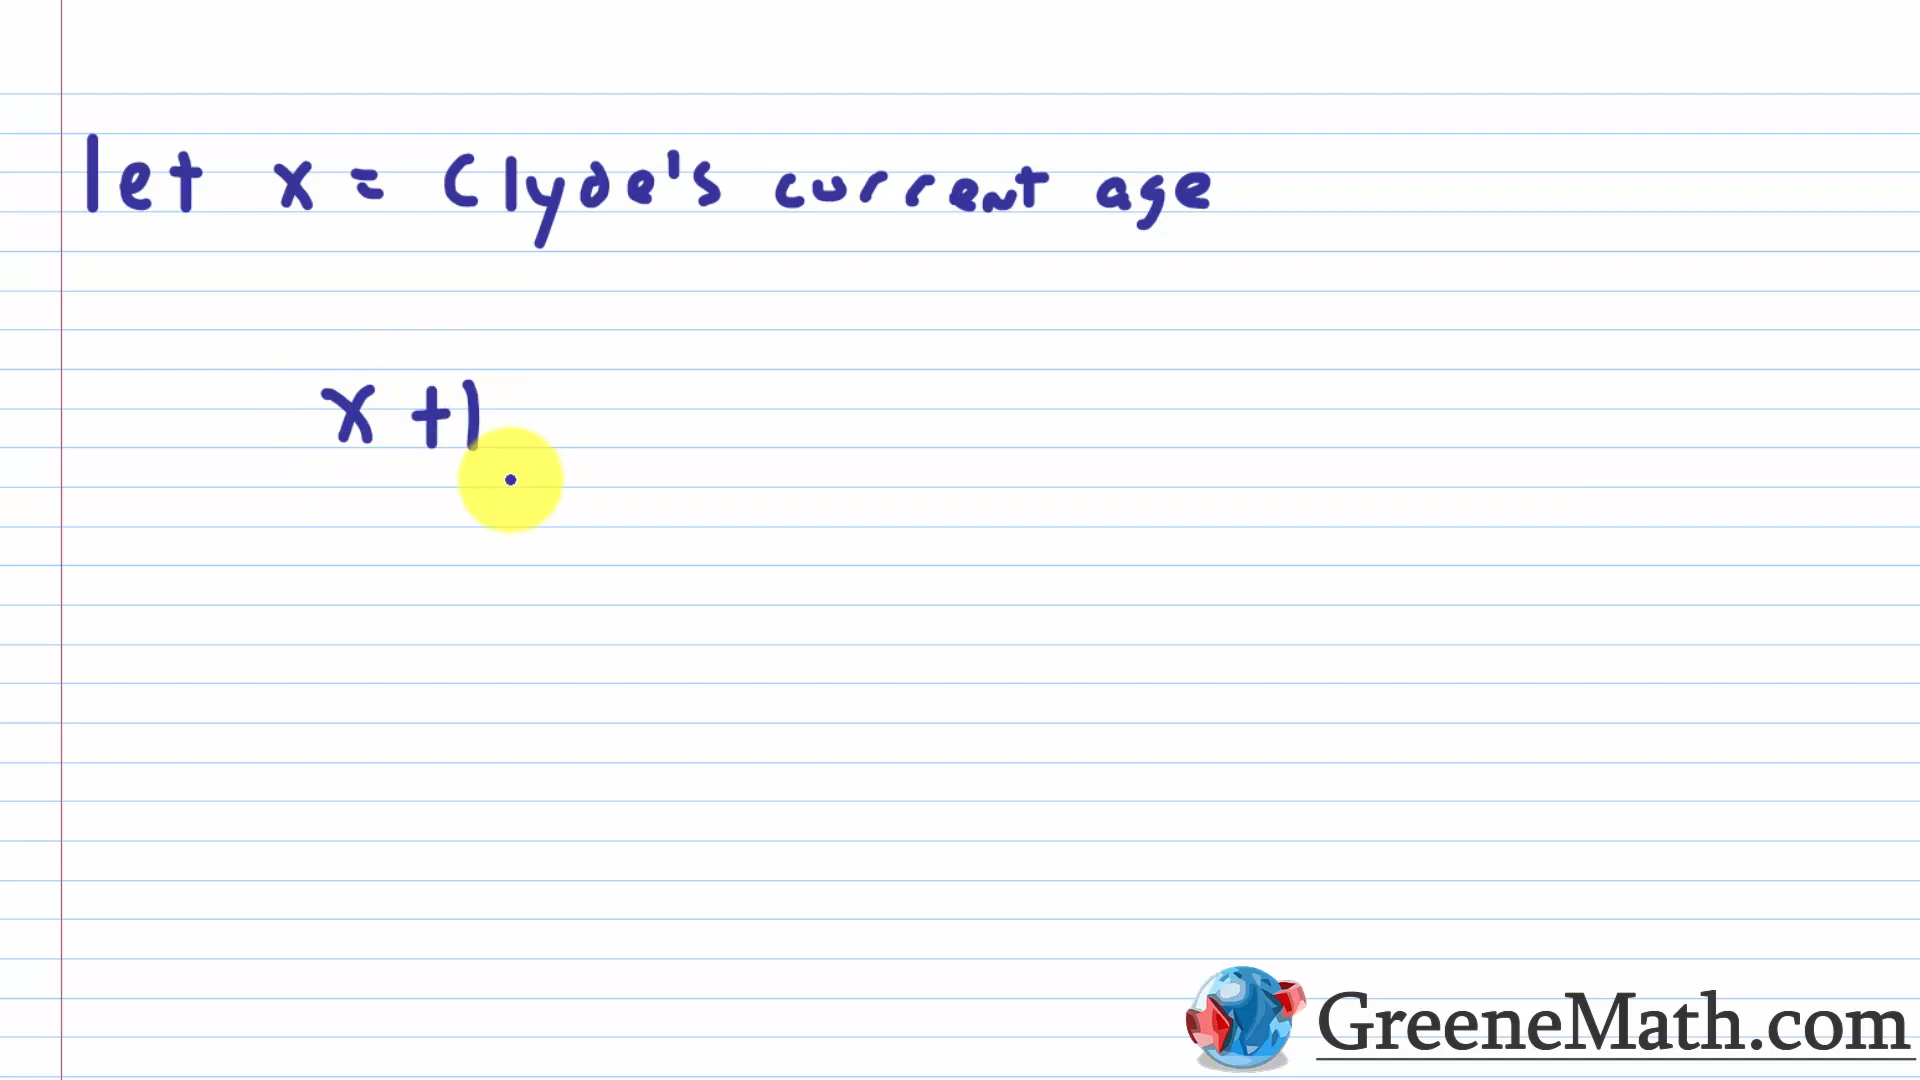 let x = Clyde's current age
x +1
GreeneMath.com